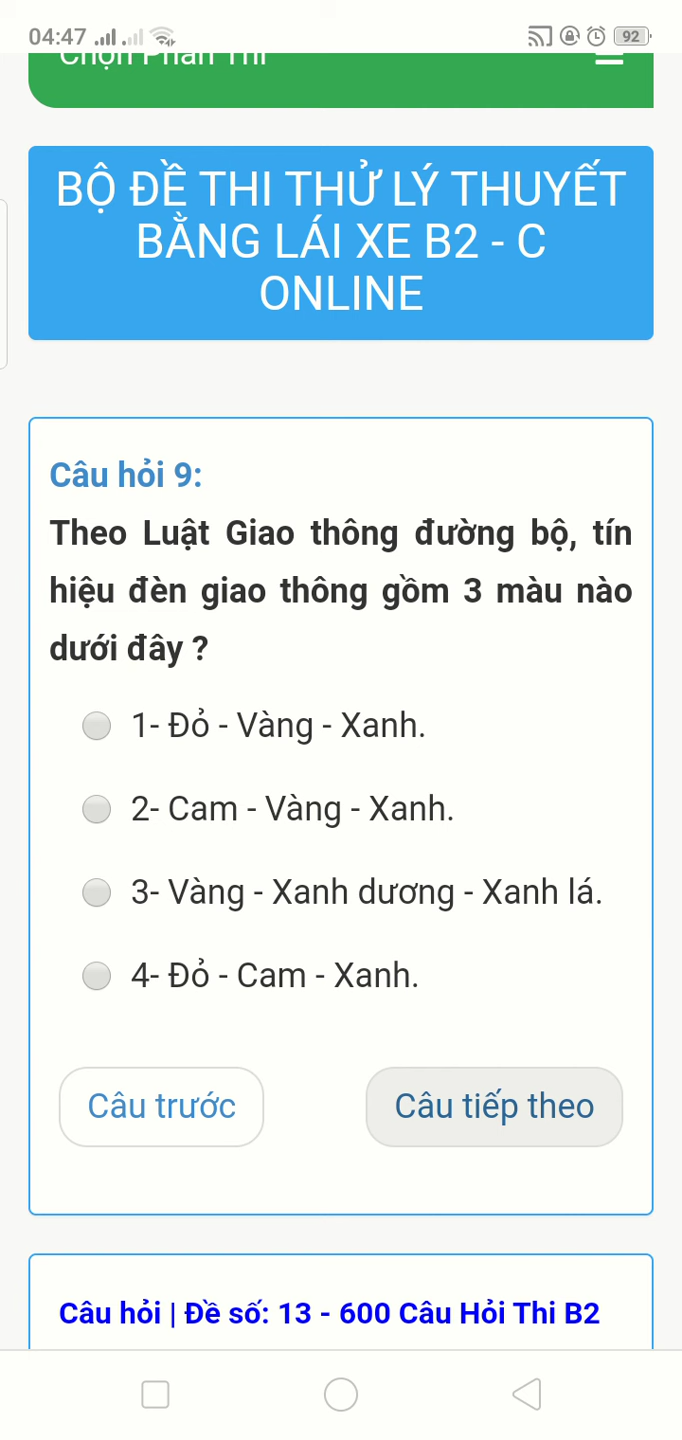 04:47
92
Chọn Phần Thi
BỘ ĐỀ THI THỬ LÝ THUYẾT
BẰNG LÁI XE B2 - C
ONLINE
Câu hỏi 9:
Theo Luật Giao thông đường bộ, tín
hiệu đèn giao thông gồm 3 màu nào
dưới đây ?
1- Đỏ - Vàng - Xanh.
2- Cam - Vàng - Xanh.
3- Vàng - Xanh dương - Xanh lá.
4- Đỏ - Cam - Xanh.
Câu trước
Câu tiếp theo
Câu hỏi | Đề số: 13 - 600 Câu Hỏi Thi B2